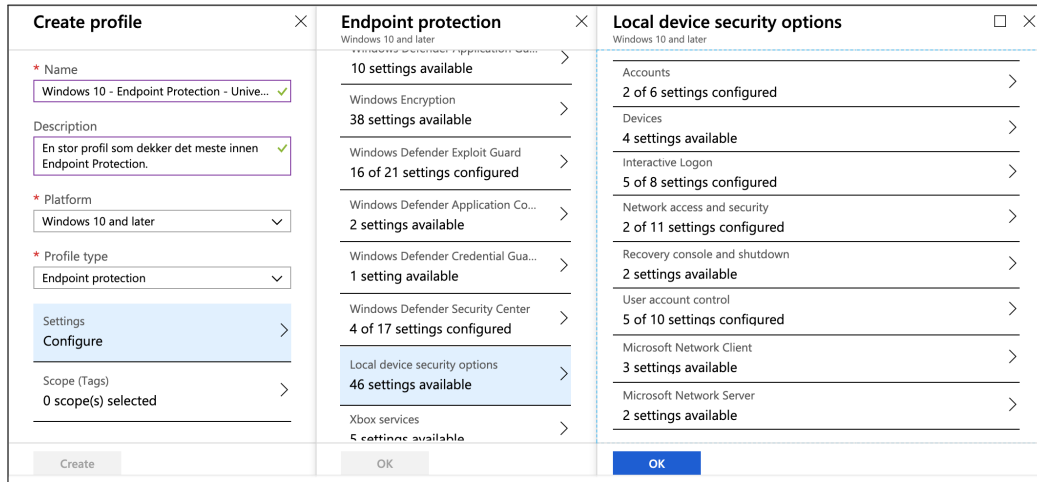 Create profile
* Name
Windows 10 - Endpoint Protection - Unive...
Description
En stor profil som dekker det meste innen
Endpoint Protection.
* Platform
Windows 10 and later
* Profile type
Endpoint protection
Settings
Configure
Scope (Tags)
0 scope(s) selected
Create
Endpoint protection
Windows 10 and later
Windows Defender Application Gu...
10 settings available
Windows Encryption
38 settings available
Windows Defender Exploit Guard
16 of 21 settings configured
Windows Defender Application Co...
2 settings available
Windows Defender Credential Gua...
1 setting available
Windows Defender Security Center
4 of 17 settings configured
Local device security options
46 settings available
Xbox services
5 settings available
OK
Local device security options
Windows 10 and later
Accounts
2 of 6 settings configured
Devices
4 settings available
Interactive Logon
5 of 8 settings configured
Network access and security
2 of 11 settings configured
Recovery console and shutdown
2 settings available
User account control
5 of 10 settings configured
Microsoft Network Client
3 settings available
Microsoft Network Server
2 settings available
OK